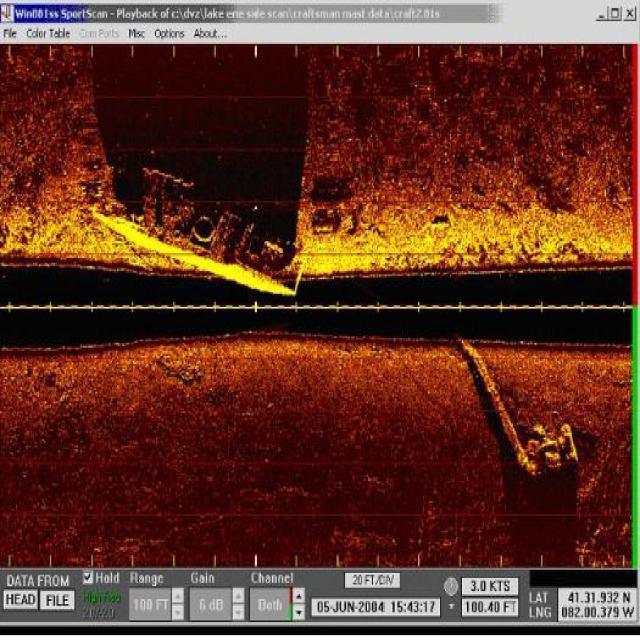 Win881ss SportScan - Playback of c:\dvz\lake erie side scan\craftsman mast data\craft2.81s
File Color Table Com Ports Misc Options About...
DATA FROM
HEAD FILE
Hold
High Freq
Range
100 FT
Gain
6 dB
Channel
Both
20 FT/DIV
05-JUN-2004 15:43:17
3.0 KTS
100.40 FT
LAT 41.31.932 N
LNG 082.00.379 W